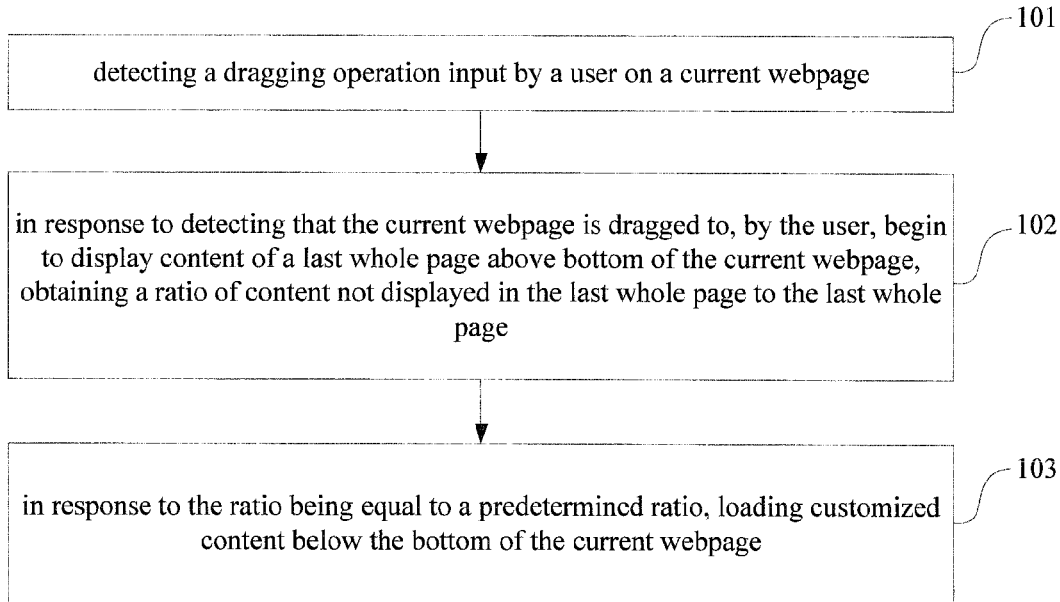 101
detecting a dragging operation input by a user on a current webpage
in response to detecting that the current webpage is dragged to, by the user, begin
102
to display content of a last whole page above bottom of the current webpage,
obtaining a ratio of content not displayed in the last whole page to the last whole
page
103
in response to the ratio being equal to a predetermined ratio, loading customized
content below the bottom of the current webpage